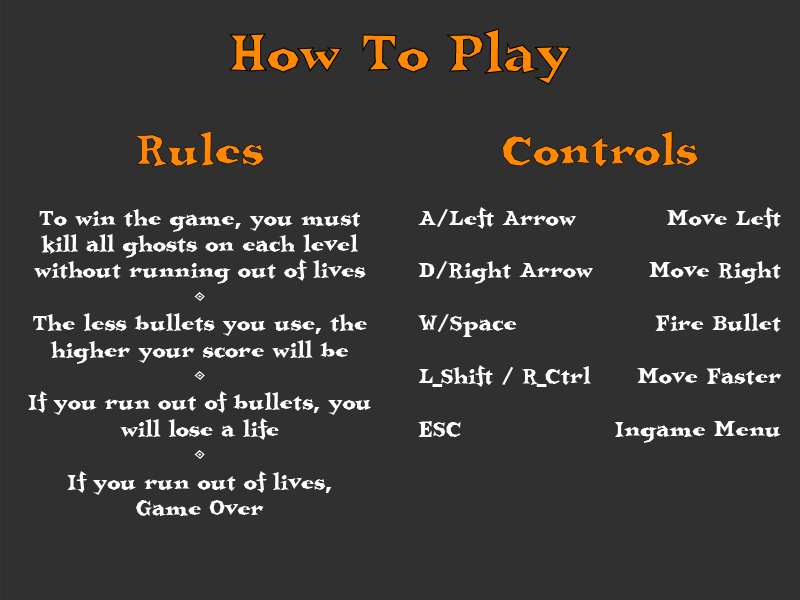 How To Play
Rules
To win the game, you must
kill all ghosts on each level
without running out of lives
The less bullets you use, the
higher your score will be
If you run out of bullets, you
will lose a life
If you run out of lives,
Game Over
Controls
A/Left Arrow Move Left
D/Right Arrow Move Right
W/Space Fire Bullet
L_Shift / R_Ctrl Move Faster
ESC Ingame Menu